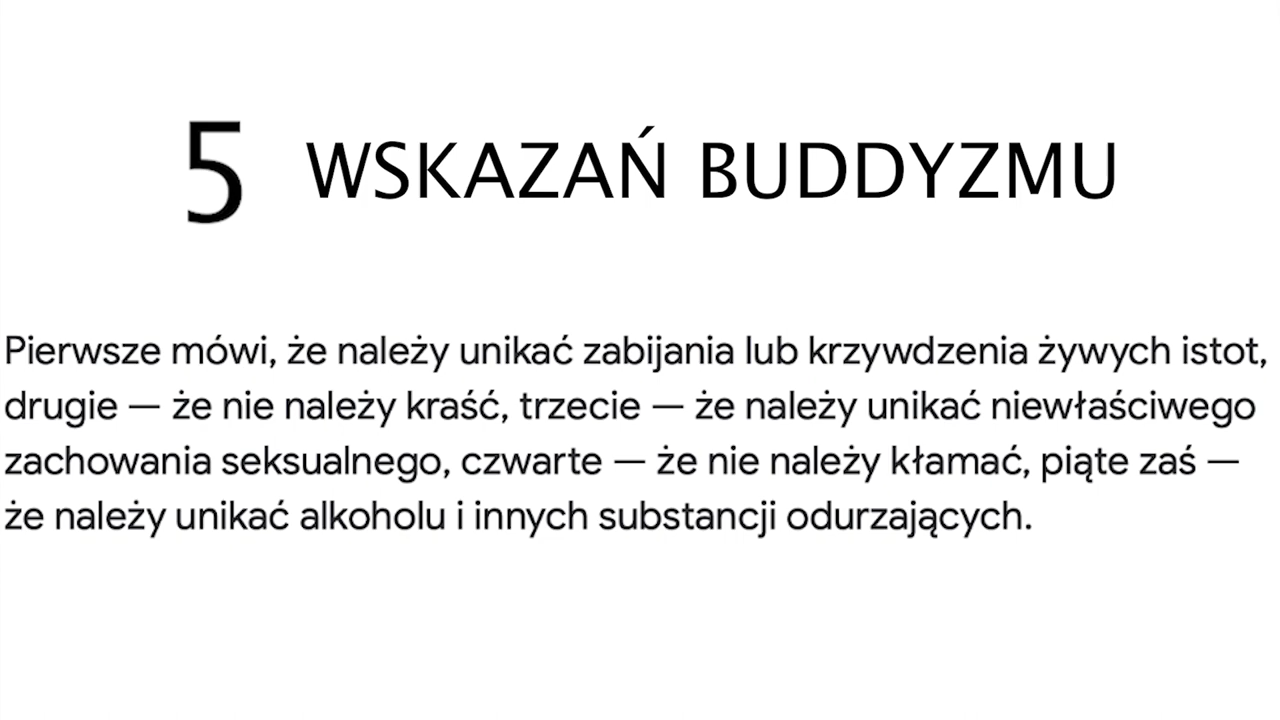 5 WSKAZAŃ BUDDYZMU
Pierwsze mówi, że należy unikać zabijania lub krzywdzenia żywych istot,
drugie — że nie należy kraść, trzecie — że należy unikać niewłaściwego
zachowania seksualnego, czwarte — że nie należy kłamać, piąte zaś —
że należy unikać alkoholu i innych substancji odurzających.